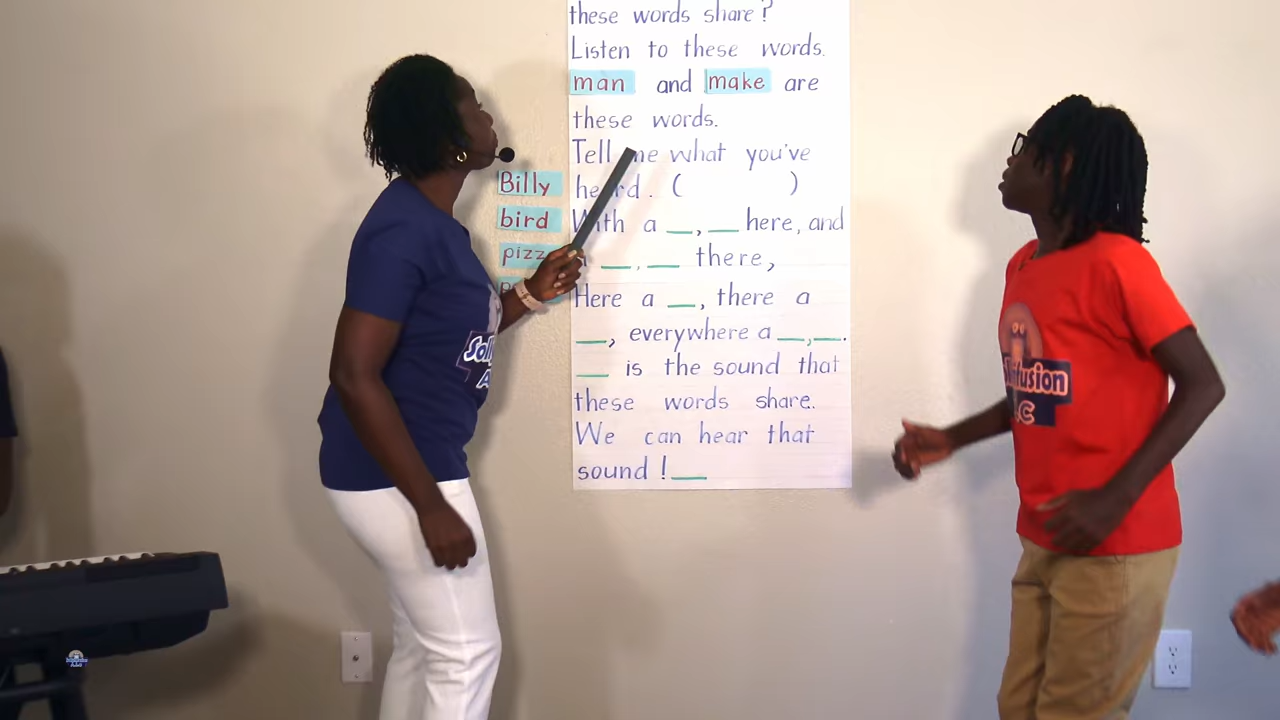 these words share?
Listen to these words.
man and make are
these words.
Tell me what you've
heard. ( )
With a __, __ here, and
__, __ there,
Here a __, there a
__, everywhere a __, __.
__ is the sound that
these words share.
We can hear that
sound! __
Billy
bird